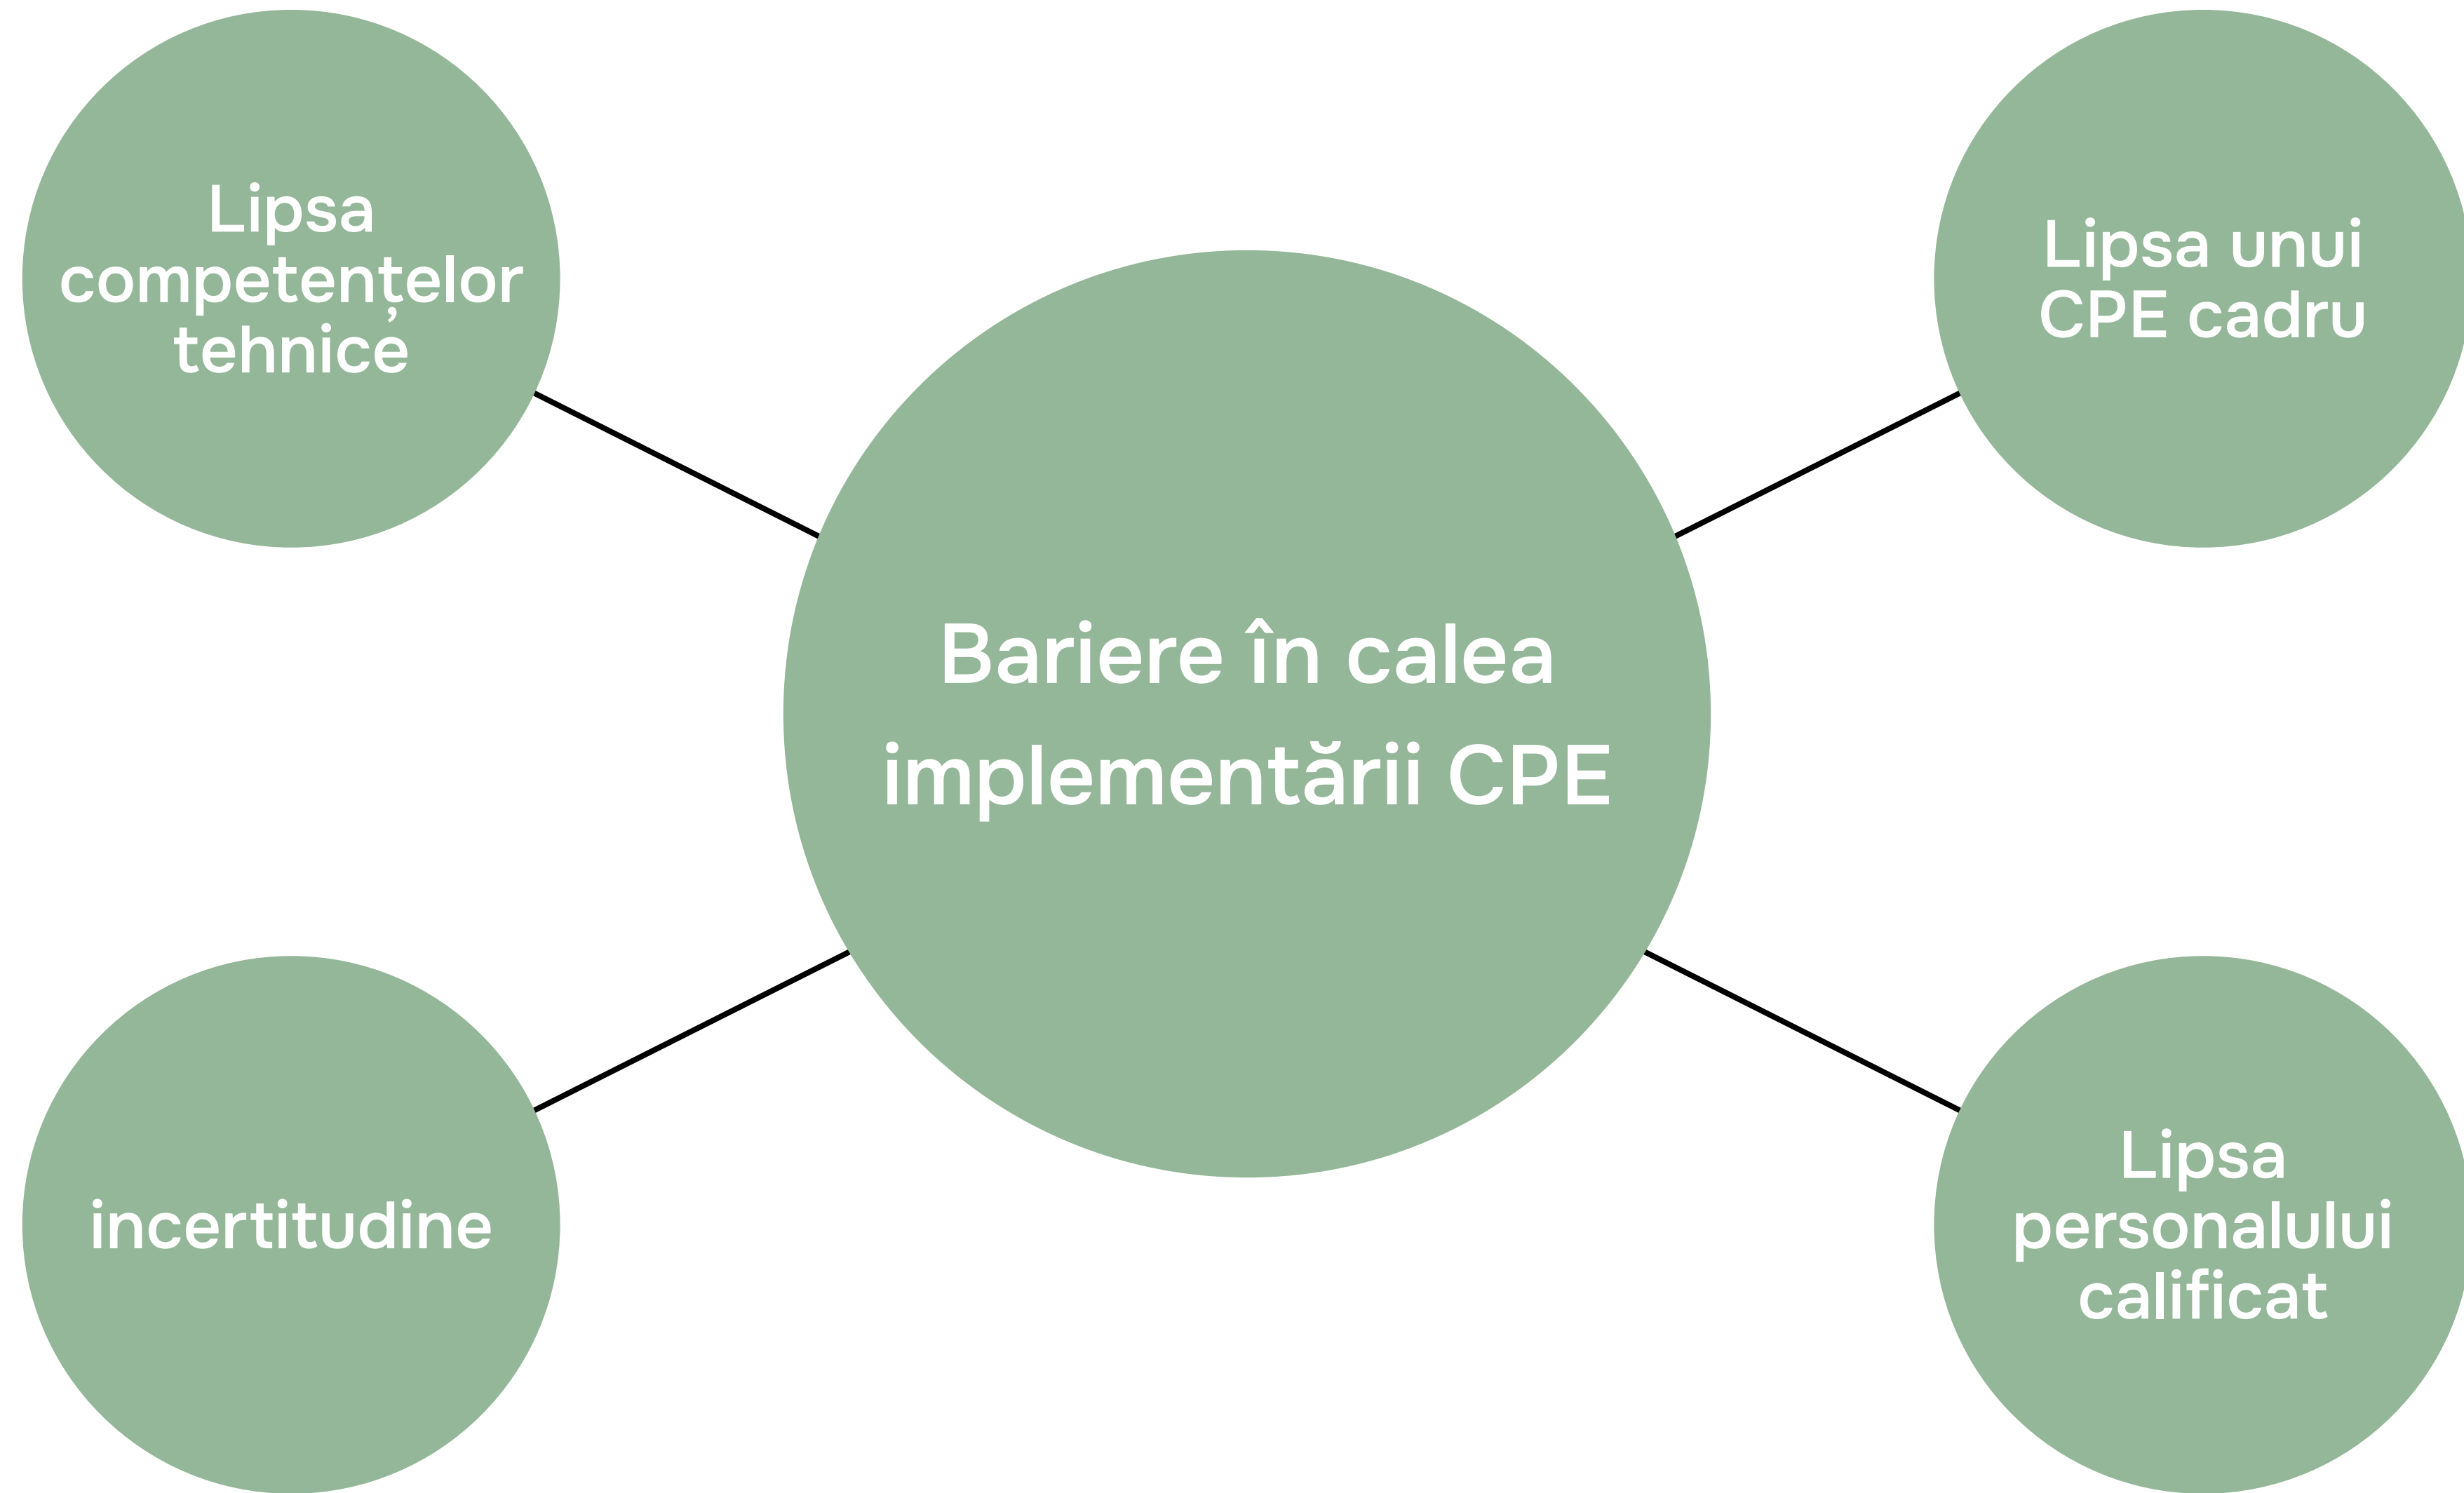 Lipsa
competențelor
tehnice
Lipsa unui
CPE cadru
Bariere în calea
implementării CPE
incertitudine
Lipsa
personalului
calificat